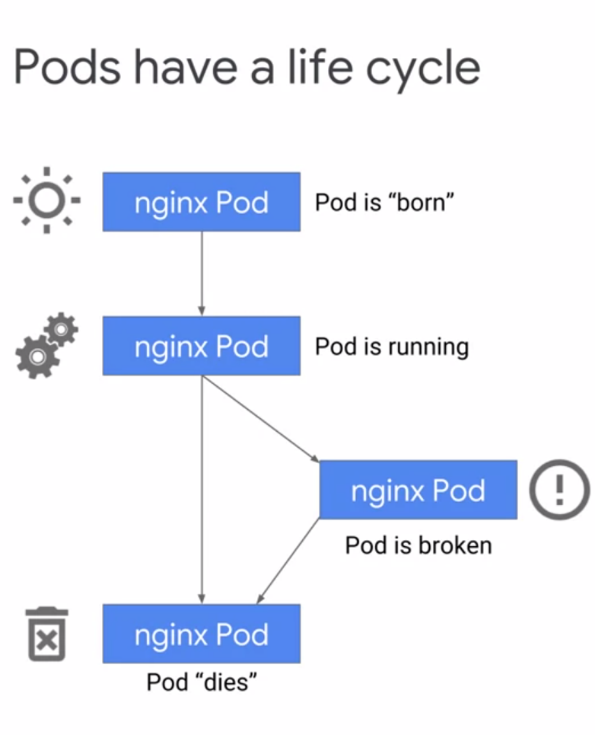 Pods have a life cycle
nginx Pod
Pod is “born”
nginx Pod
Pod is running
nginx Pod
Pod is broken
nginx Pod
Pod “dies”